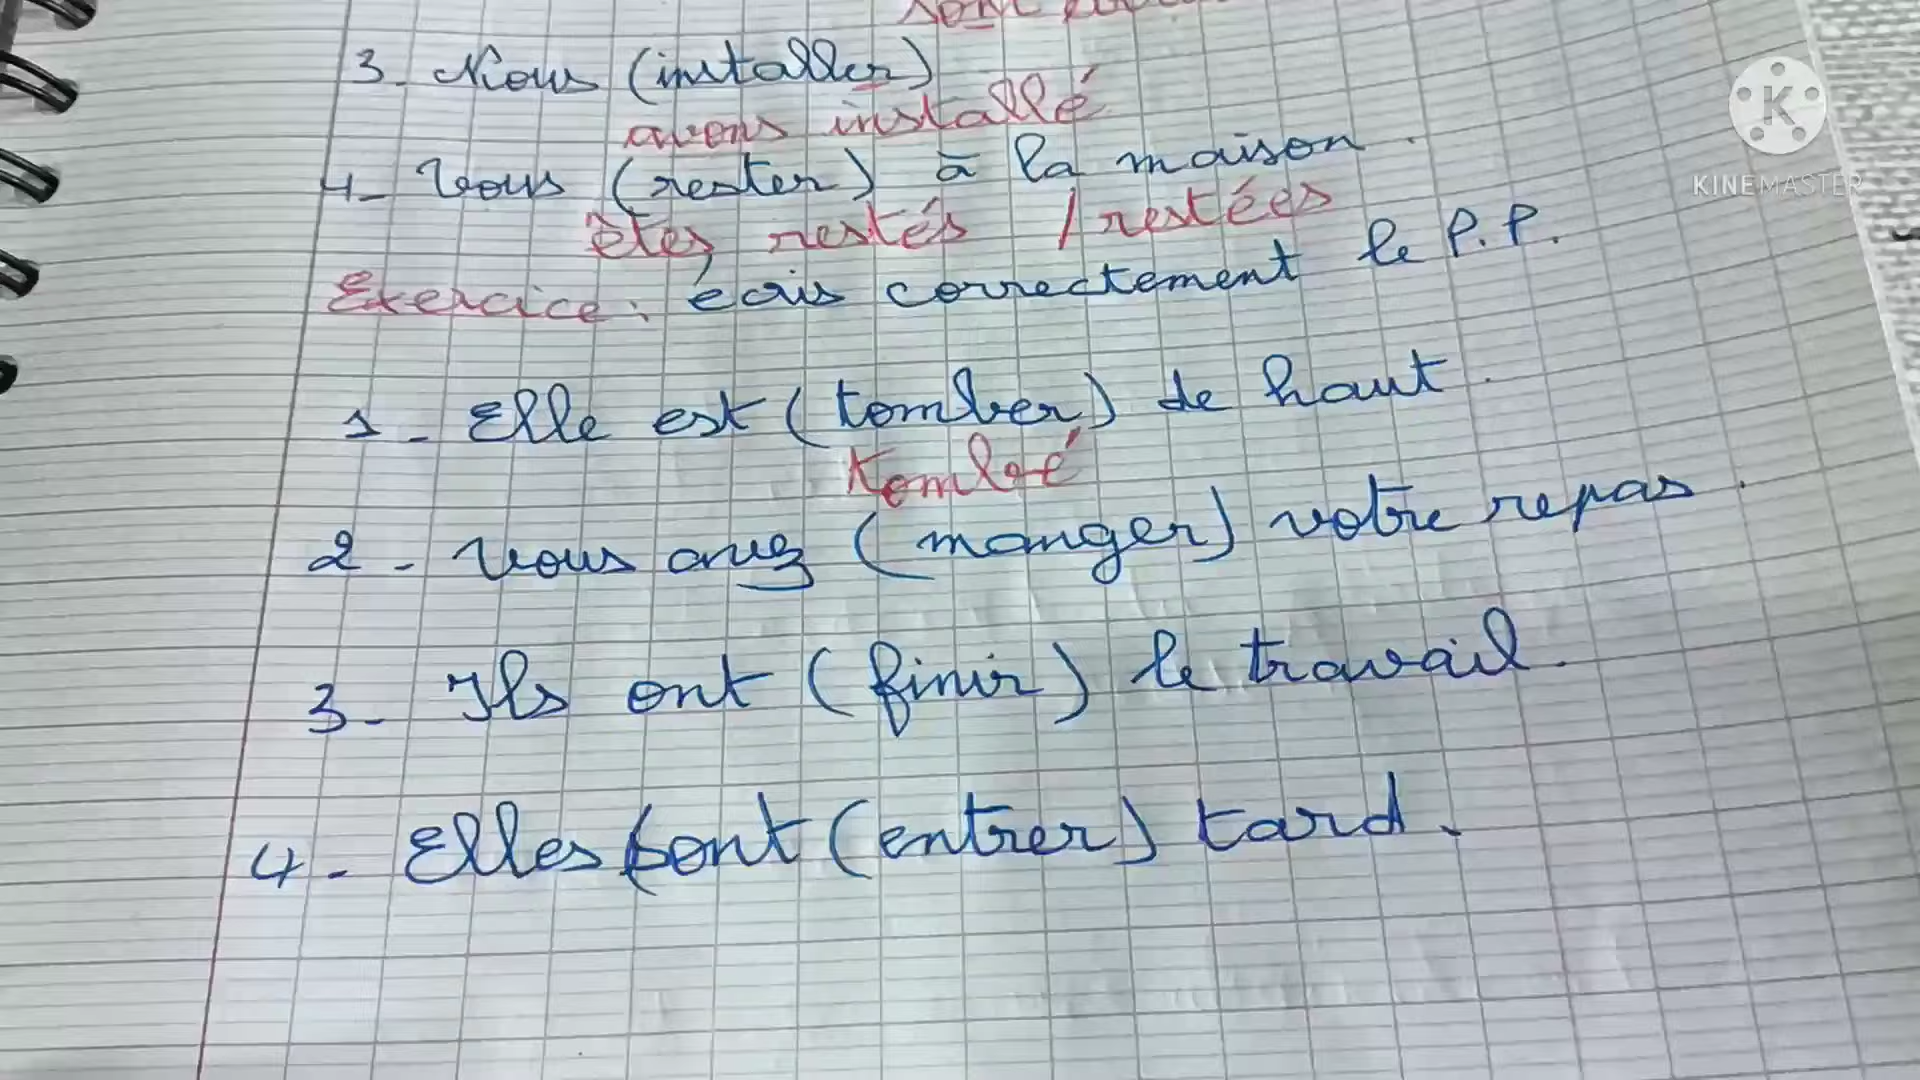 3. Nous (installer)
avons installé
4- Vous (rester) à la maison.
êtes restés / restées
Exercice : écris correctement le P.P.
1 - Elle est (tomber) de haut.
tombé
2 - Vous avez (manger) votre repas.
3 - Ils ont (finir) le travail.
4 - Elles sont (entrer) tard.
K
KINEMASTER